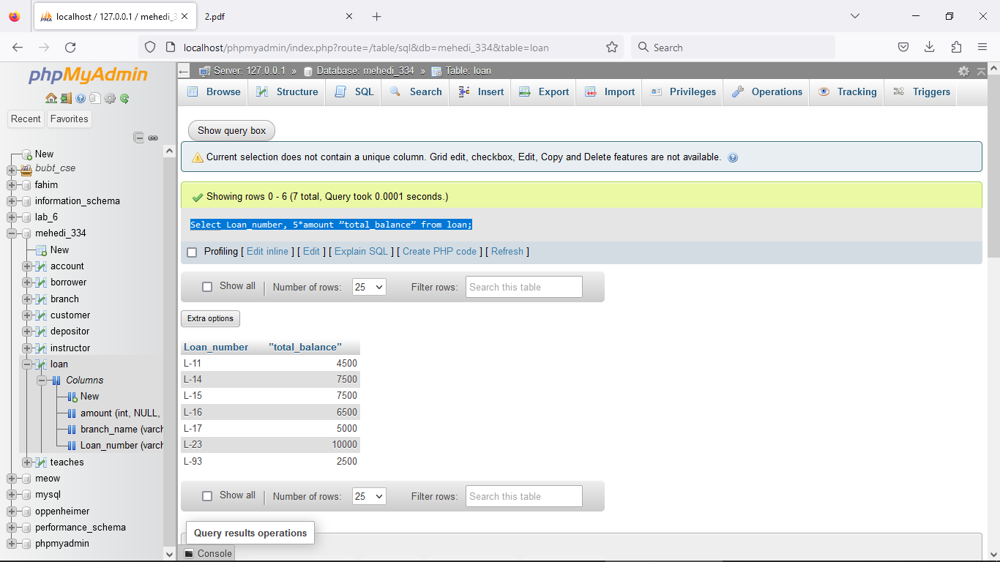 localhost / 127.0.0.1 / mehedi_3
2.pdf
localhost/phpmyadmin/index.php?route=/table/sql&db=mehedi_334&table=loan
Search
phpMyAdmin
Recent
Favorites
New
bubt_cse
fahim
information_schema
lab_6
mehedi_334
New
account
borrower
branch
customer
depositor
instructor
loan
Columns
New
amount (int, NULL,
branch_name (varch
Loan_number (varch
teaches
meow
mysql
oppenheimer
performance_schema
phpmyadmin
Server: 127.0.0.1 » Database: mehedi_334 » Table: loan
Browse Structure SQL Search Insert Export Import Privileges Operations Tracking Triggers
Show query box
Current selection does not contain a unique column. Grid edit, checkbox, Edit, Copy and Delete features are not available.
Showing rows 0 - 6 (7 total, Query took 0.0001 seconds.)
Select Loan_number, 5*amount ”total_balance” from loan;
Profiling [ Edit inline ] [ Edit ] [ Explain SQL ] [ Create PHP code ] [ Refresh ]
Show all | Number of rows: 25 Filter rows: Search this table
Extra options
Loan_number ”total_balance”
L-11 4500
L-14 7500
L-15 7500
L-16 6500
L-17 5000
L-23 10000
L-93 2500
Show all | Number of rows: 25 Filter rows: Search this table
Query results operations
Console